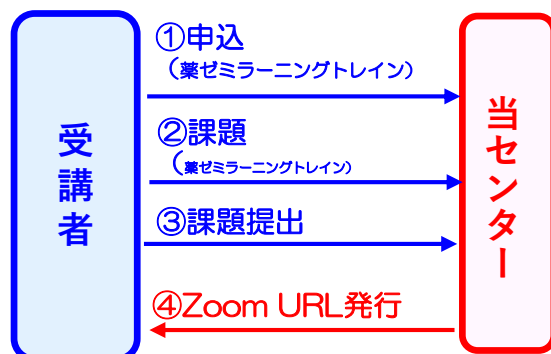 ①申込
（薬ゼミラーニングトレイン）
②課題
（薬ゼミラーニングトレイン）
③課題提出
④Zoom URL発行
受講者
当センター